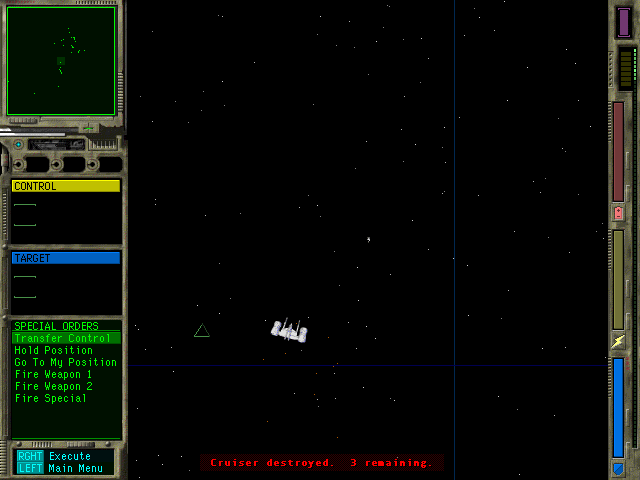 CONTROL
TARGET
SPECIAL ORDERS
Transfer Control
Hold Position
Go To My Position
Fire Weapon 1
Fire Weapon 2
Fire Special
RGHT Execute
LEFT Main Menu
Cruiser destroyed. 3 remaining.